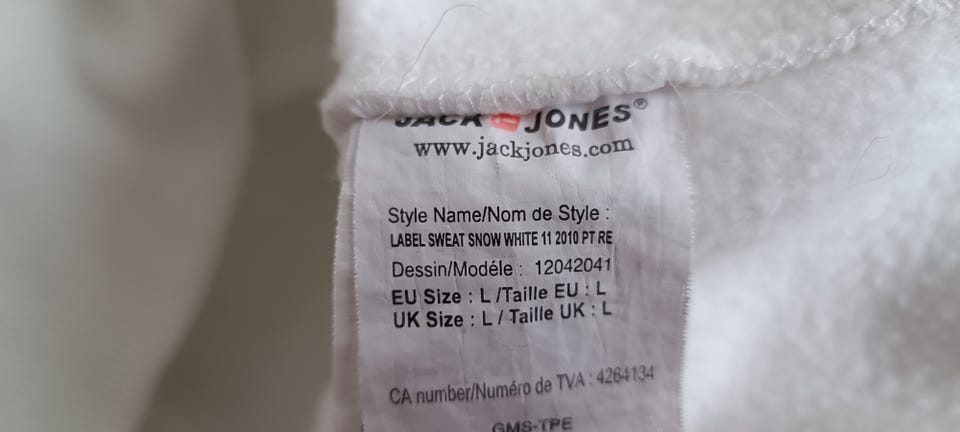 JACK JONES®
www.jackjones.com
Style Name/Nom de Style :
LABEL SWEAT SNOW WHITE 11 2010 PT RE
Dessin/Modéle : 12042041
EU Size : L /Taille EU : L
UK Size : L / Taille UK : L
CA number/Numéro de TVA : 4264134
GMS-TPE